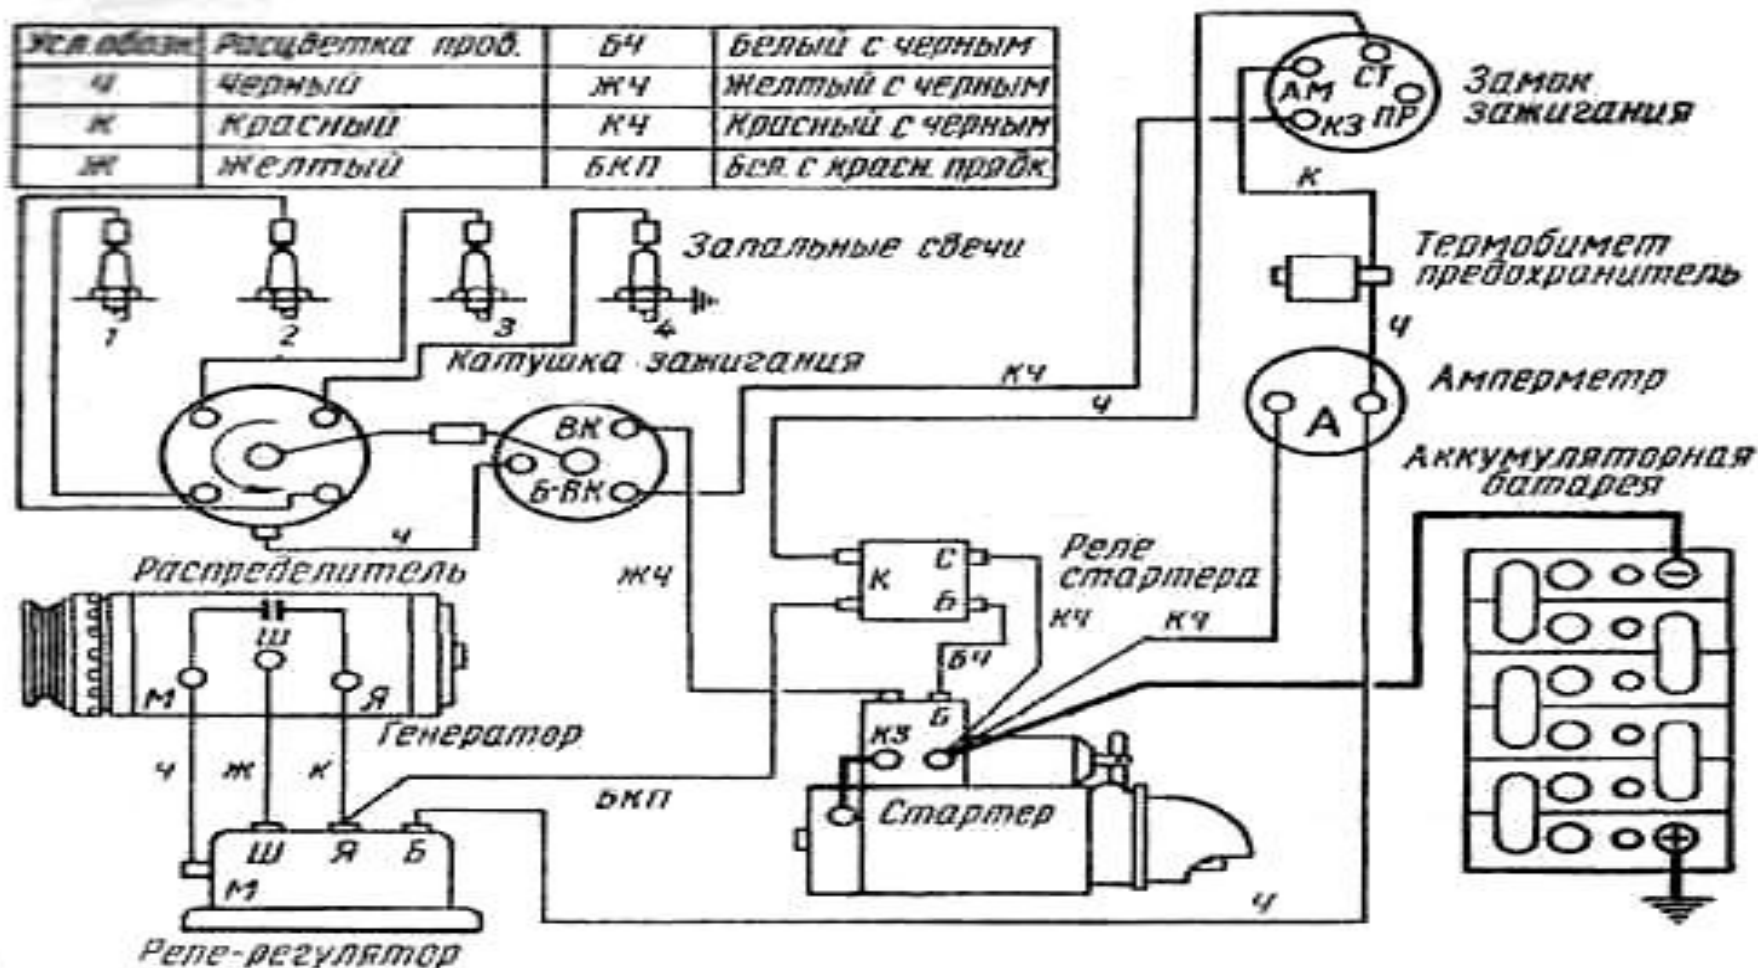 Усл.обозн. Расцветка пров. БЧ Белый с черным
Ч Черный ЖЧ Желтый с черным
К Красный КЧ Красный с черным
Ж Желтый БКП Бел. с красн. прядк.
СТ
АМ
КЗ ПР
Замок
зажигания
К
Запальные свечи
1 2 3 4
Термобимет
предохранитель
Ч
Катушка зажигания
КЧ
Ч
Амперметр
А
ВК
Б-ВК
Ч
Аккумуляторная
батарея
Распределитель
ЖЧ
К С
Б
Реле
стартера
КЧ
КЧ
БЧ
Ш
М Я
Генератор
Б
КЗ
Ч Ж К
БКП
Стартер
Ш Я Б
М
Ч
Реле-регулятор
− +